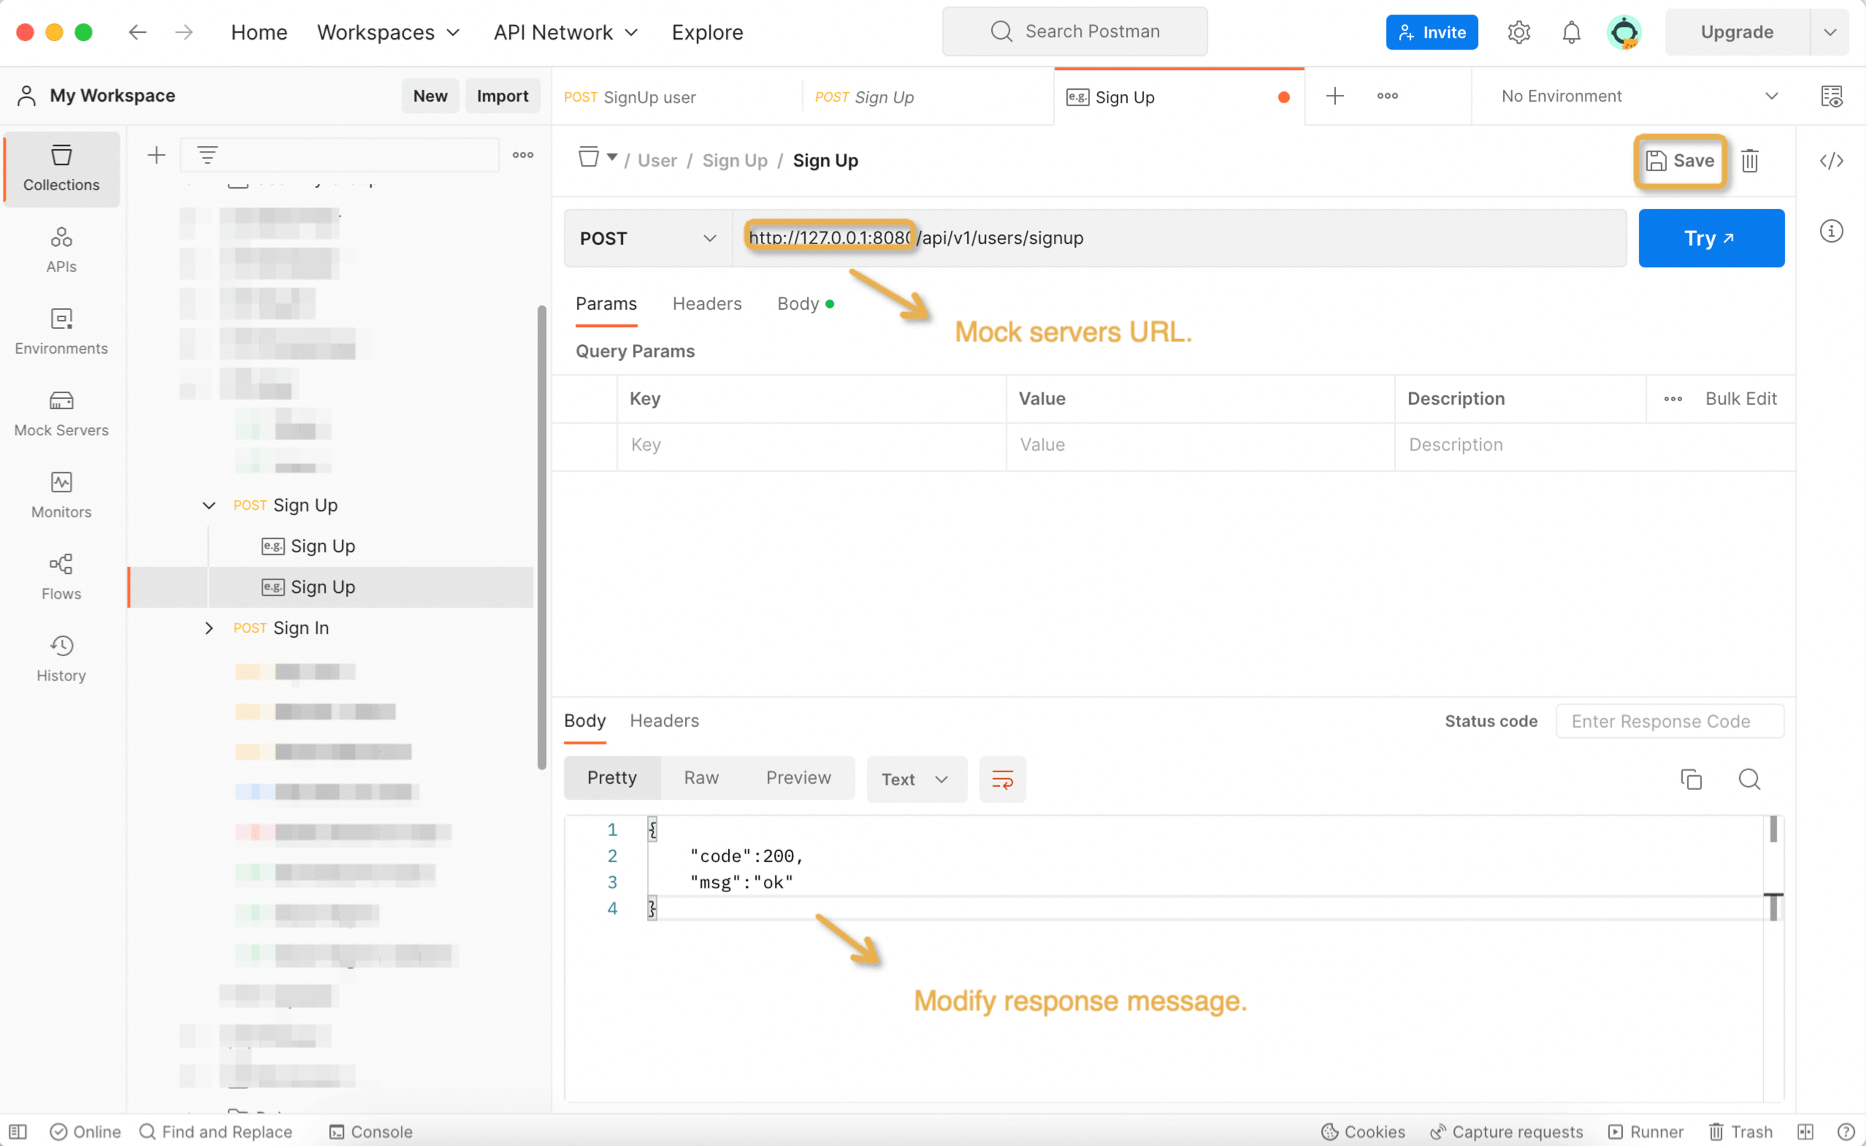 Home Workspaces API Network Explore Search Postman Invite Upgrade
My Workspace New Import POST SignUp user POST Sign Up e.g. Sign Up No Environment
Collections
/ User / Sign Up / Sign Up Save
APIs
POST http://127.0.0.1:8080/api/v1/users/signup Try
Params Headers Body
Mock servers URL.
Environments
Query Params
Key Value Description Bulk Edit
Mock Servers
Key Value Description
Monitors
POST Sign Up
e.g. Sign Up
Flows
e.g. Sign Up
POST Sign In
History
Body Headers Status code Enter Response Code
Pretty Raw Preview Text
1 {
2 "code":200,
3 "msg":"ok"
4 }
Modify response message.
Online Find and Replace Console Cookies Capture requests Runner Trash